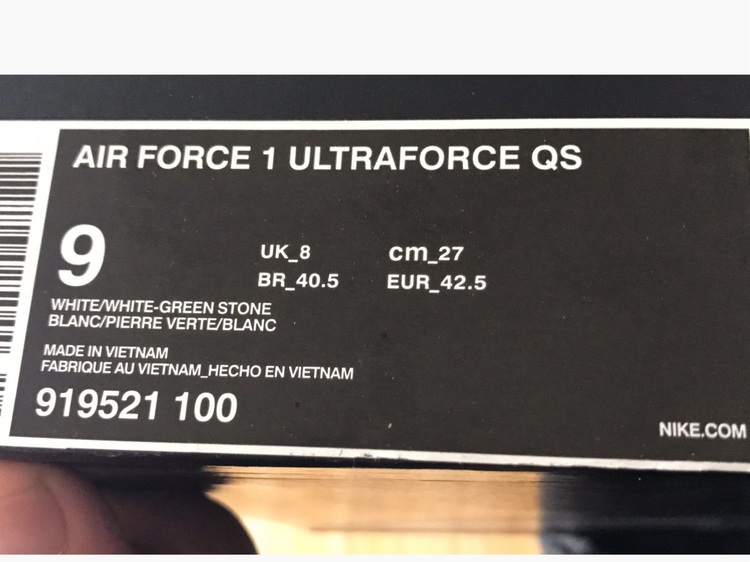 AIR FORCE 1 ULTRAFORCE QS
9
UK_8 cm_27
BR_40.5 EUR_42.5
WHITE/WHITE-GREEN STONE
BLANC/PIERRE VERTE/BLANC
MADE IN VIETNAM
FABRIQUE AU VIETNAM_HECHO EN VIETNAM
919521 100
NIKE.COM